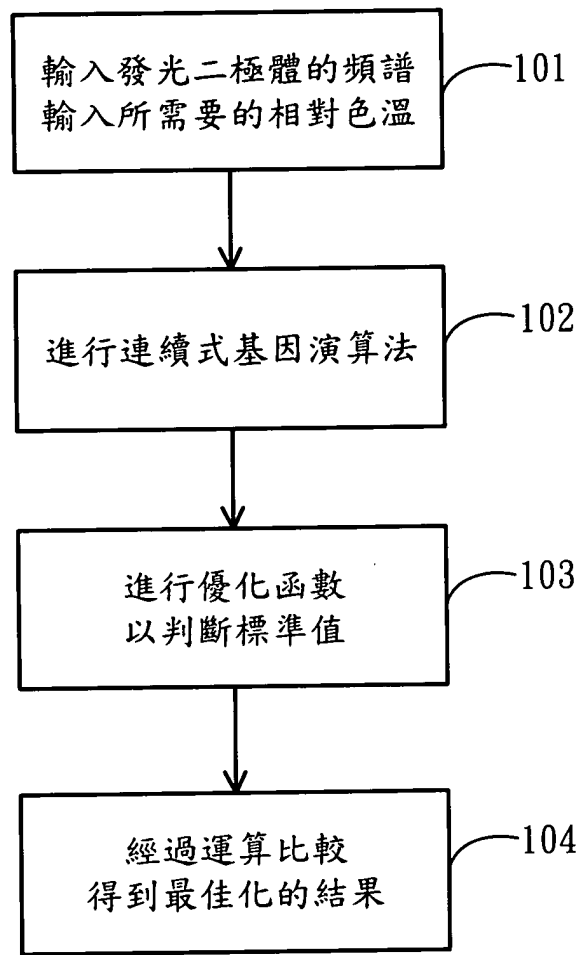 輸入發光二極體的頻譜
輸入所需要的相對色溫
101
進行連續式基因演算法
102
進行優化函數
以判斷標準值
103
經過運算比較
得到最佳化的結果
104